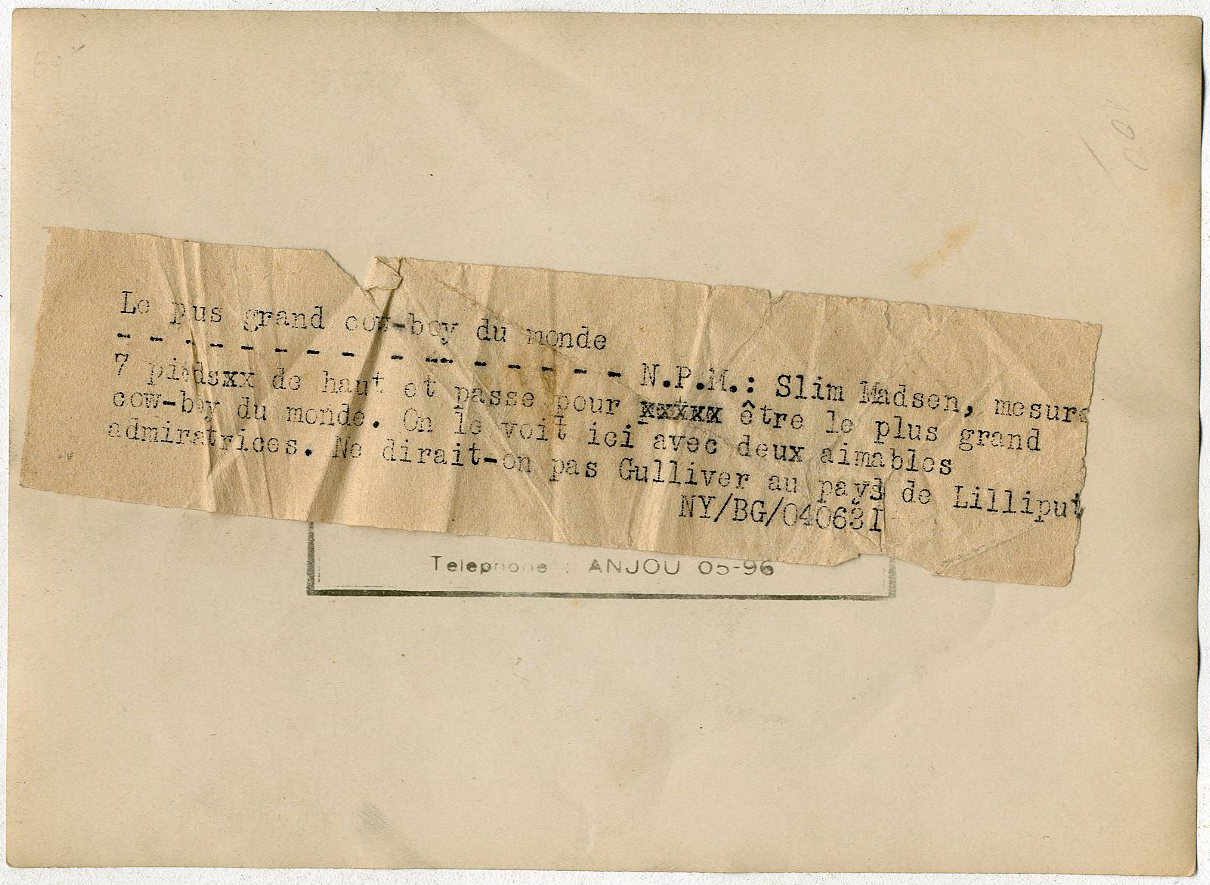 Le pus grand cow-boy du monde
- - - - - - - - - - - - - - - - N.P.M.: Slim Madsen, mesure
7 piedsxx de haut et passe pour xxxxx être le plus grand
cow-boy du monde. On le voit ici avec deux aimables
admiratrices. Ne dirait-on pas Gulliver au pays de Lilliput
NY/BG/040631
Telephone : ANJOU 05-96